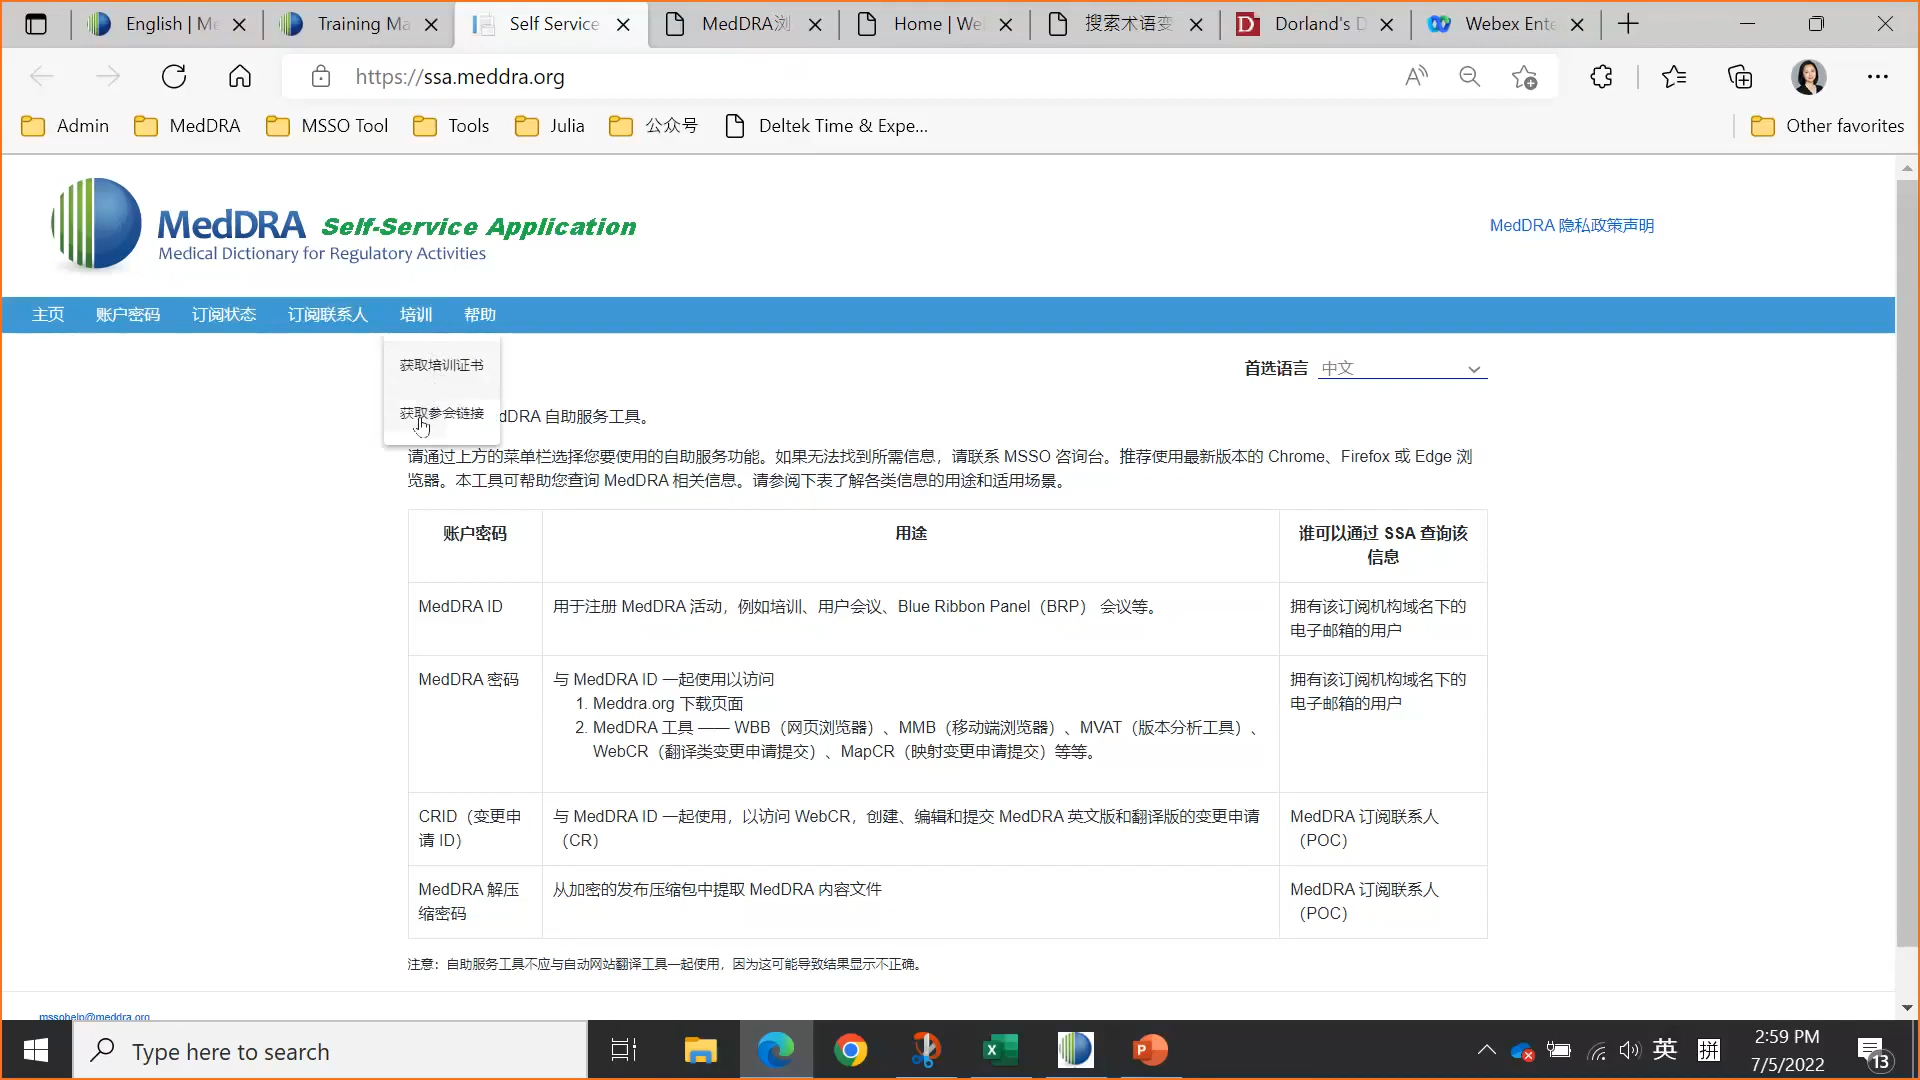 English | Me
Training Ma
Self Service
MedDRA浏
Home | We
搜索术语变
Dorland's D
Webex Ente
https://ssa.meddra.org
Admin
MedDRA
MSSO Tool
Tools
Julia
公众号
Deltek Time & Expe...
Other favorites
MedDRA Self-Service Application
Medical Dictionary for Regulatory Activities
MedDRA 隐私政策声明
主页 账户密码 订阅状态 订阅联系人 培训 帮助
获取培训证书
获取参会链接
首选语言 中文
dDRA 自助服务工具。
请通过上方的菜单栏选择您要使用的自助服务功能。如果无法找到所需信息，请联系 MSSO 咨询台。推荐使用最新版本的 Chrome、Firefox 或 Edge 浏
览器。本工具可帮助您查询 MedDRA 相关信息。请参阅下表了解各类信息的用途和适用场景。
账户密码
用途
谁可以通过 SSA 查询该
信息
MedDRA ID
用于注册 MedDRA 活动，例如培训、用户会议、Blue Ribbon Panel（BRP） 会议等。
拥有该订阅机构域名下的
电子邮箱的用户
MedDRA 密码
与 MedDRA ID 一起使用以访问
1. Meddra.org 下载页面
2. MedDRA 工具 —— WBB（网页浏览器）、MMB（移动端浏览器）、MVAT（版本分析工具）、
WebCR（翻译类变更申请提交）、MapCR（映射变更申请提交）等等。
拥有该订阅机构域名下的
电子邮箱的用户
CRID（变更申
请 ID）
与 MedDRA ID 一起使用，以访问 WebCR，创建、编辑和提交 MedDRA 英文版和翻译版的变更申请
（CR）
MedDRA 订阅联系人
（POC）
MedDRA 解压
缩密码
从加密的发布压缩包中提取 MedDRA 内容文件
MedDRA 订阅联系人
（POC）
注意：自助服务工具不应与自动网站翻译工具一起使用，因为这可能导致结果显示不正确。
mssohelp@meddra.org
Type here to search
英
拼
2:59 PM
7/5/2022
13